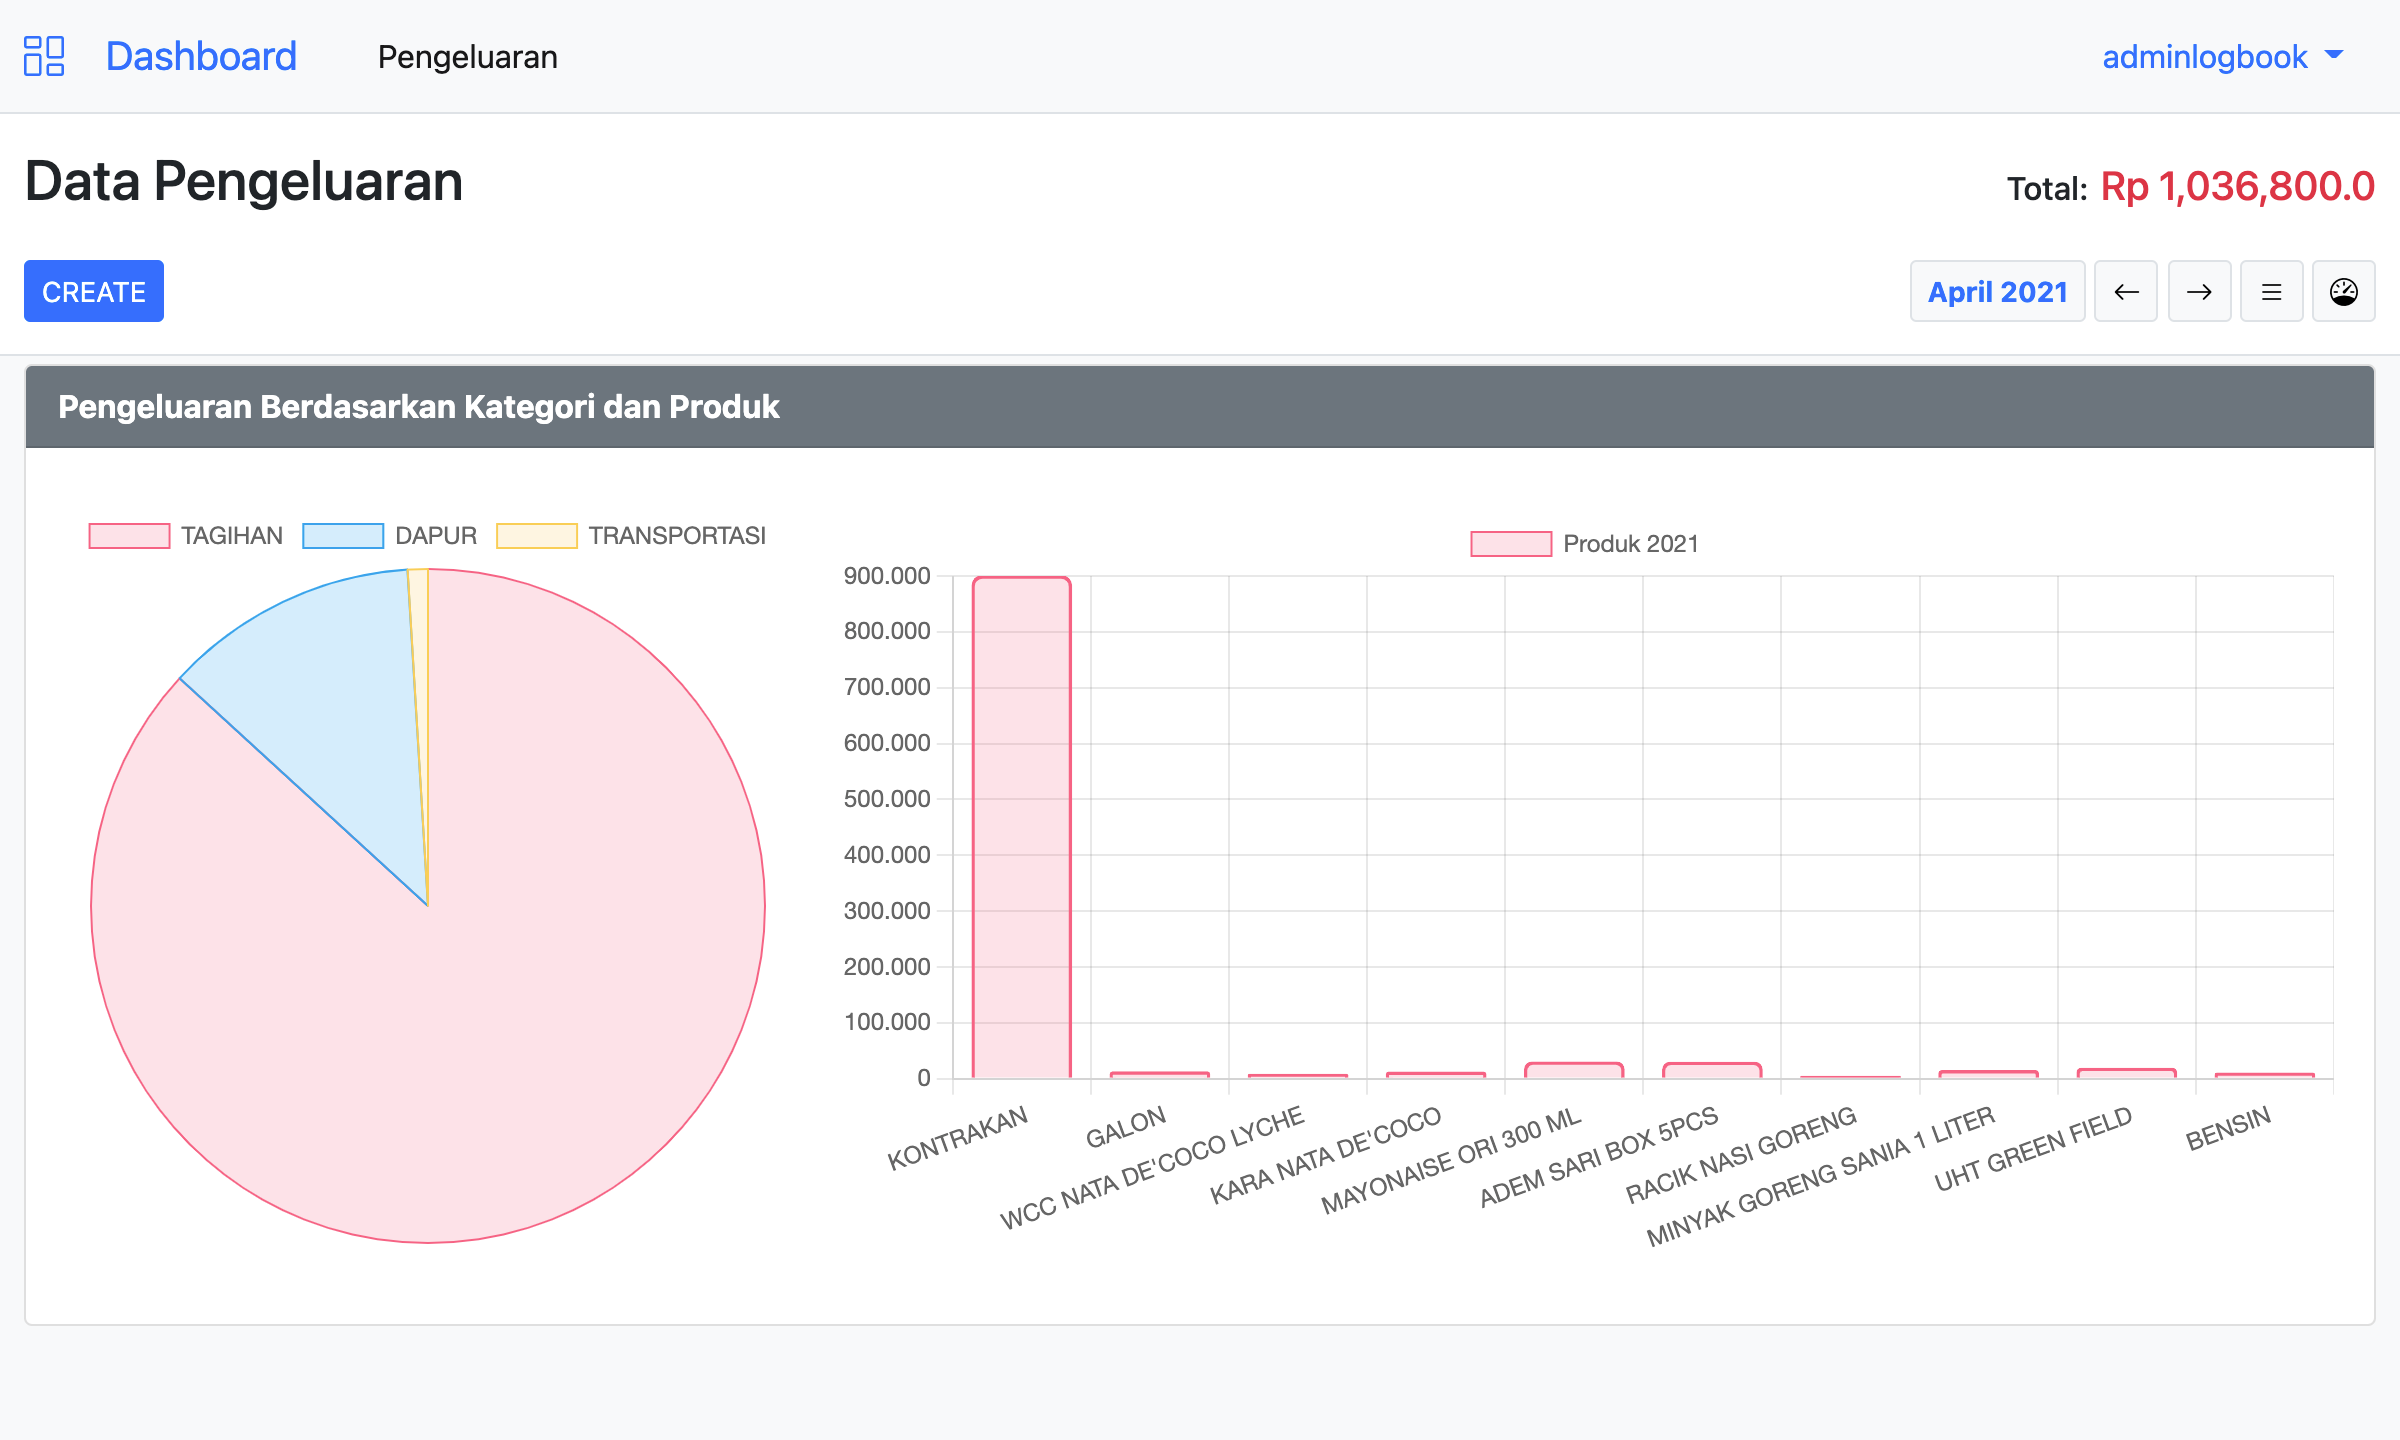 Dashboard Pengeluaran adminlogbook
Data Pengeluaran
Total: Rp 1,036,800.0
CREATE
April 2021
Pengeluaran Berdasarkan Kategori dan Produk
TAGIHAN DAPUR TRANSPORTASI
Produk 2021
900.000
800.000
700.000
600.000
500.000
400.000
300.000
200.000
100.000
0
KONTRAKAN
GALON
WCC NATA DE'COCO LYCHE
KARA NATA DE'COCO
MAYONAISE ORI 300 ML
ADEM SARI BOX 5PCS
RACIK NASI GORENG
MINYAK GORENG SANIA 1 LITER
UHT GREEN FIELD
BENSIN